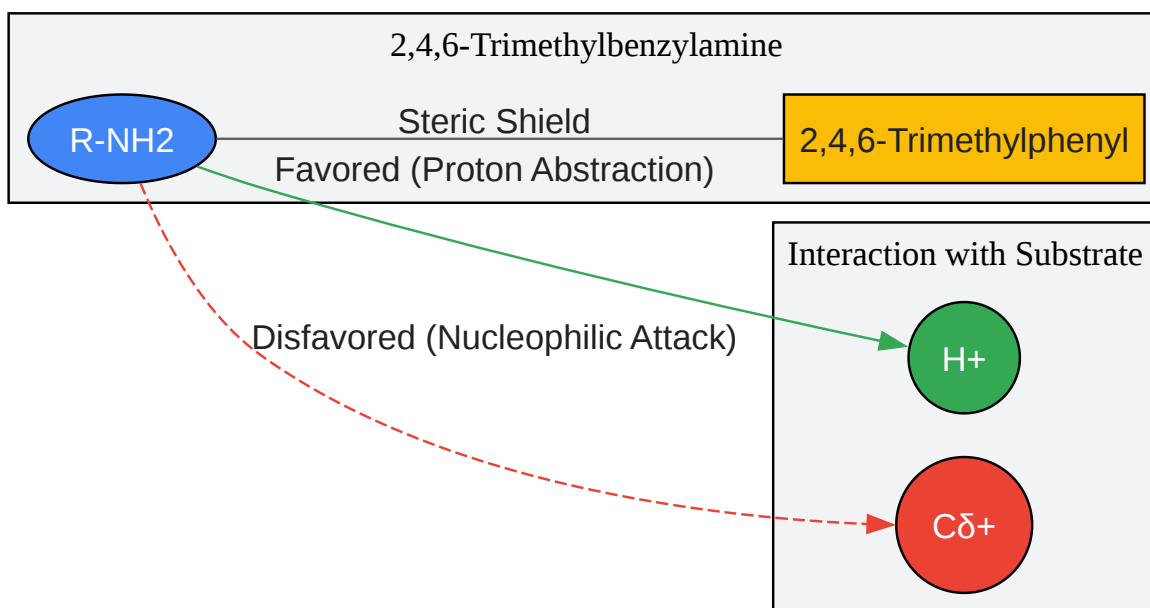 2,4,6-Trimethylbenzylamine
R-NH2
Steric Shield
2,4,6-Trimethylphenyl
Favored (Proton Abstraction)
Interaction with Substrate
Disfavored (Nucleophilic Attack)
H+
Cδ+